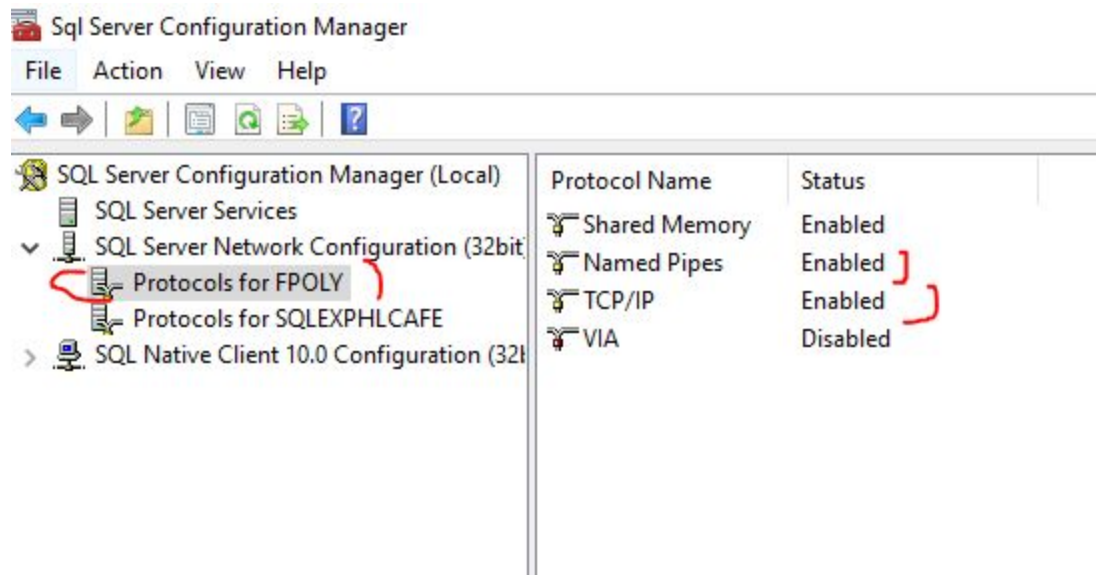 Sql Server Configuration Manager
File Action View Help
SQL Server Configuration Manager (Local)
SQL Server Services
SQL Server Network Configuration (32bit
Protocols for FPOLY
Protocols for SQLEXPHLCAFE
SQL Native Client 10.0 Configuration (32b
Protocol Name Status
Shared Memory Enabled
Named Pipes Enabled
TCP/IP Enabled
VIA Disabled